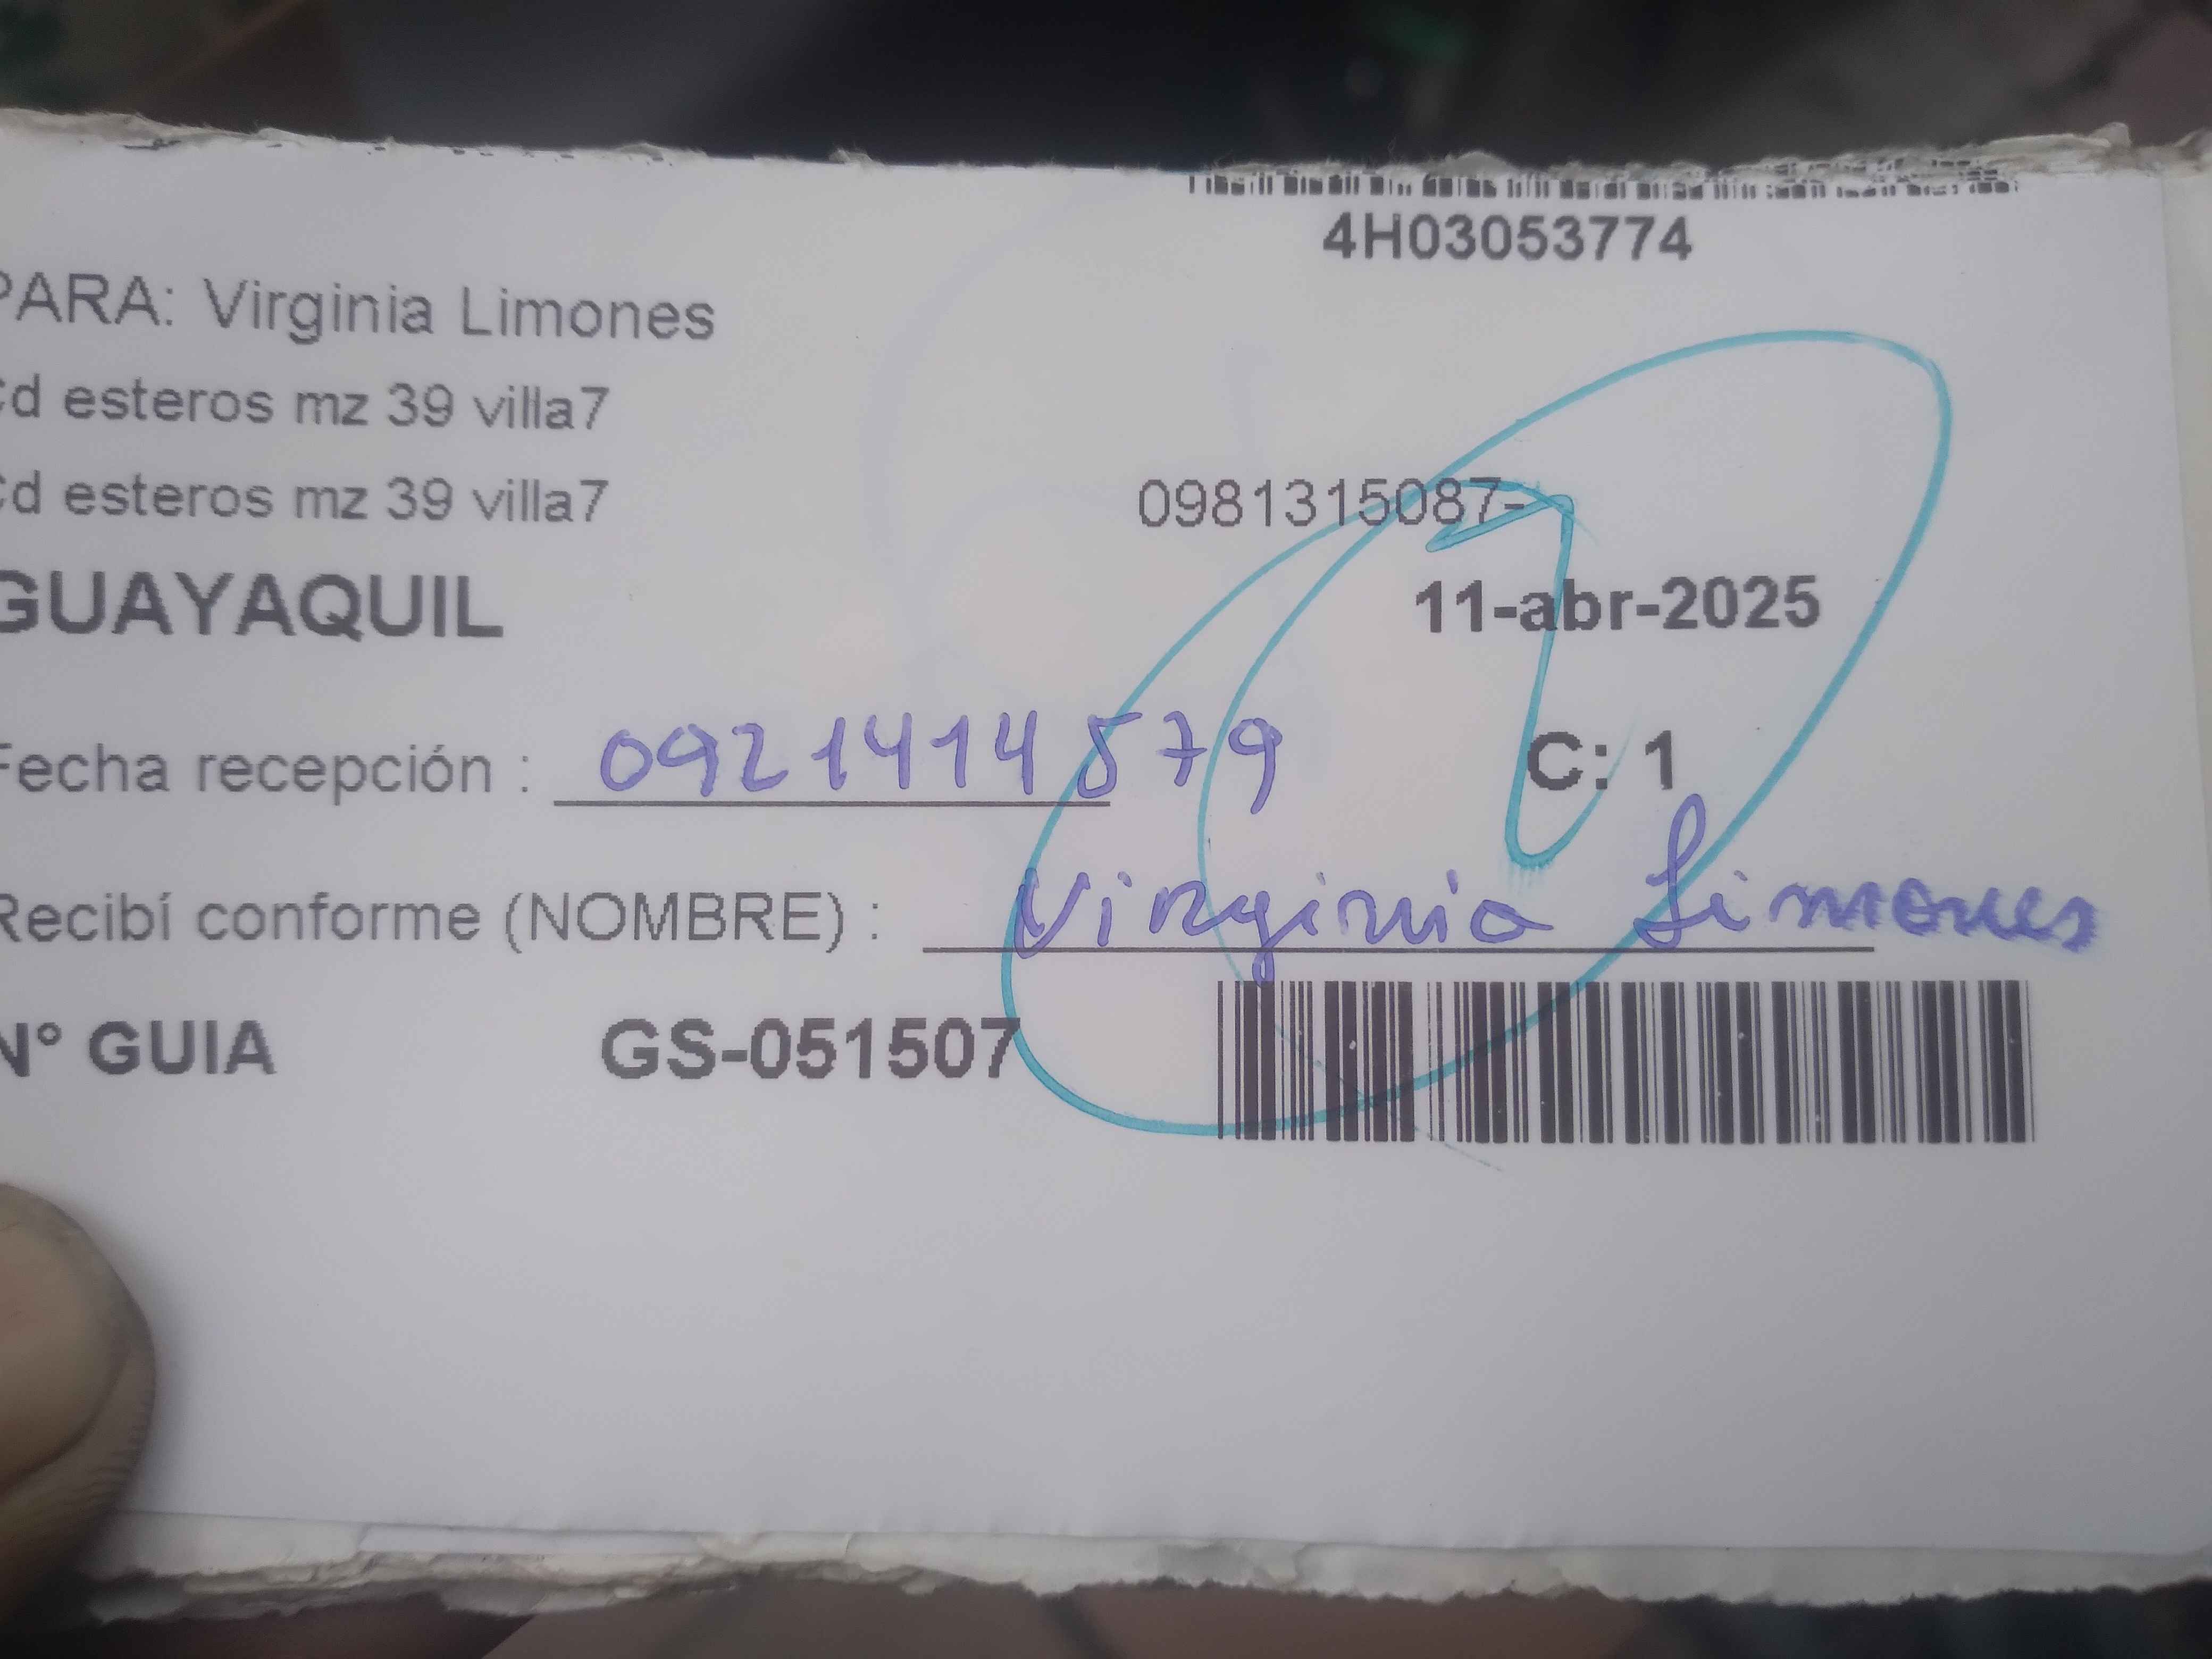 4H03053774
PARA: Virginia Limones
Cd esteros mz 39 villa7
Cd esteros mz 39 villa7
0981315087-
GUAYAQUIL
11-abr-2025
Fecha recepción : 0921414579
C: 1
Recibí conforme (NOMBRE) : Virginia Limones
N° GUIA GS-051507